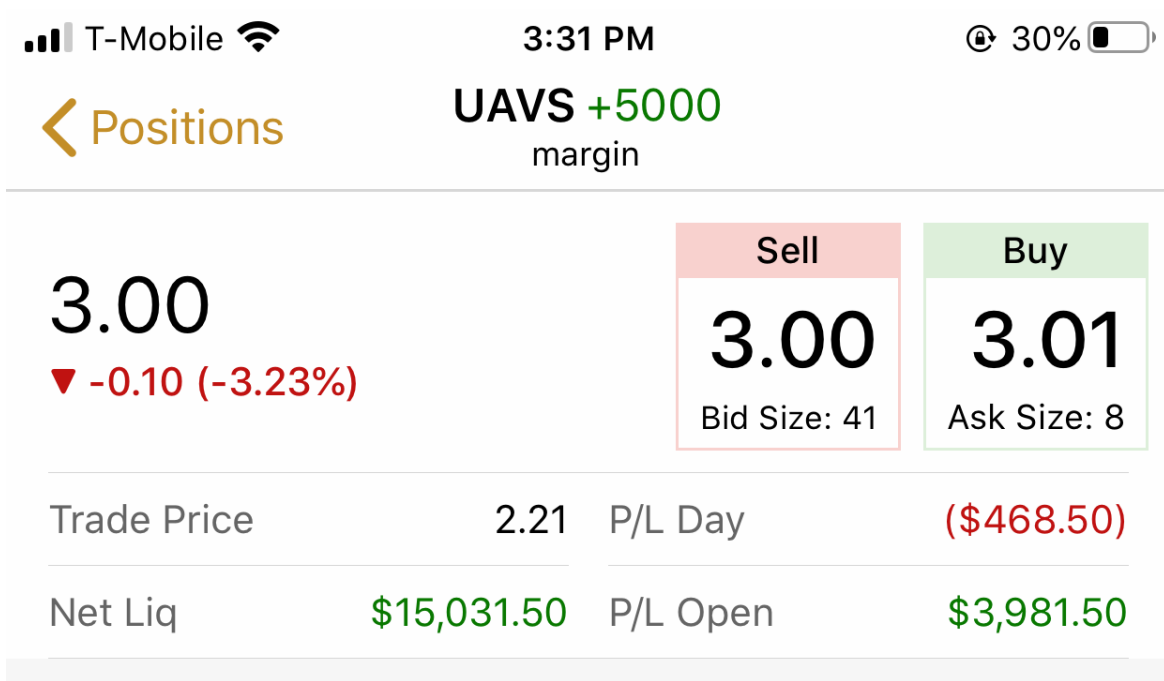 T-Mobile 3:31 PM 30%
Positions
UAVS +5000
margin
3.00
▼ -0.10 (-3.23%)
Sell
3.00
Bid Size: 41
Buy
3.01
Ask Size: 8
Trade Price 2.21 P/L Day ($468.50)
Net Liq $15,031.50 P/L Open $3,981.50